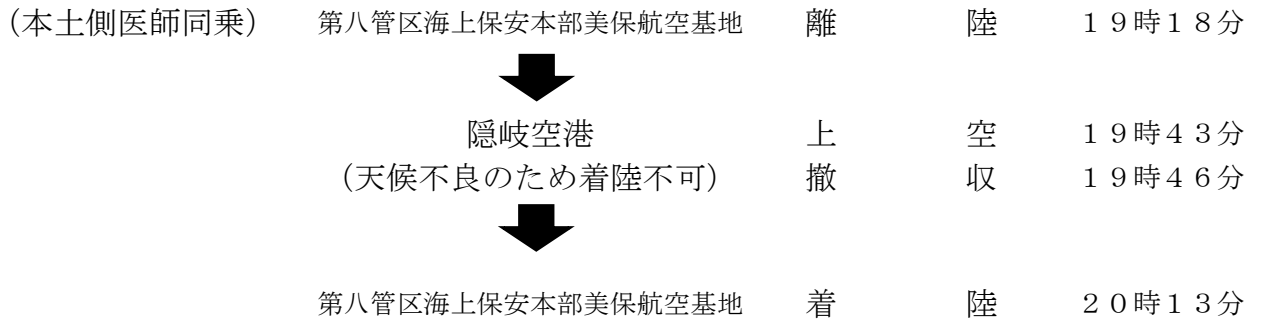 （本土側医師同乗） 第八管区海上保安本部美保航空基地 離 陸 １９時１８分
隠岐空港 上 空 １９時４３分
（天候不良のため着陸不可） 撤 収 １９時４６分
第八管区海上保安本部美保航空基地 着 陸 ２０時１３分